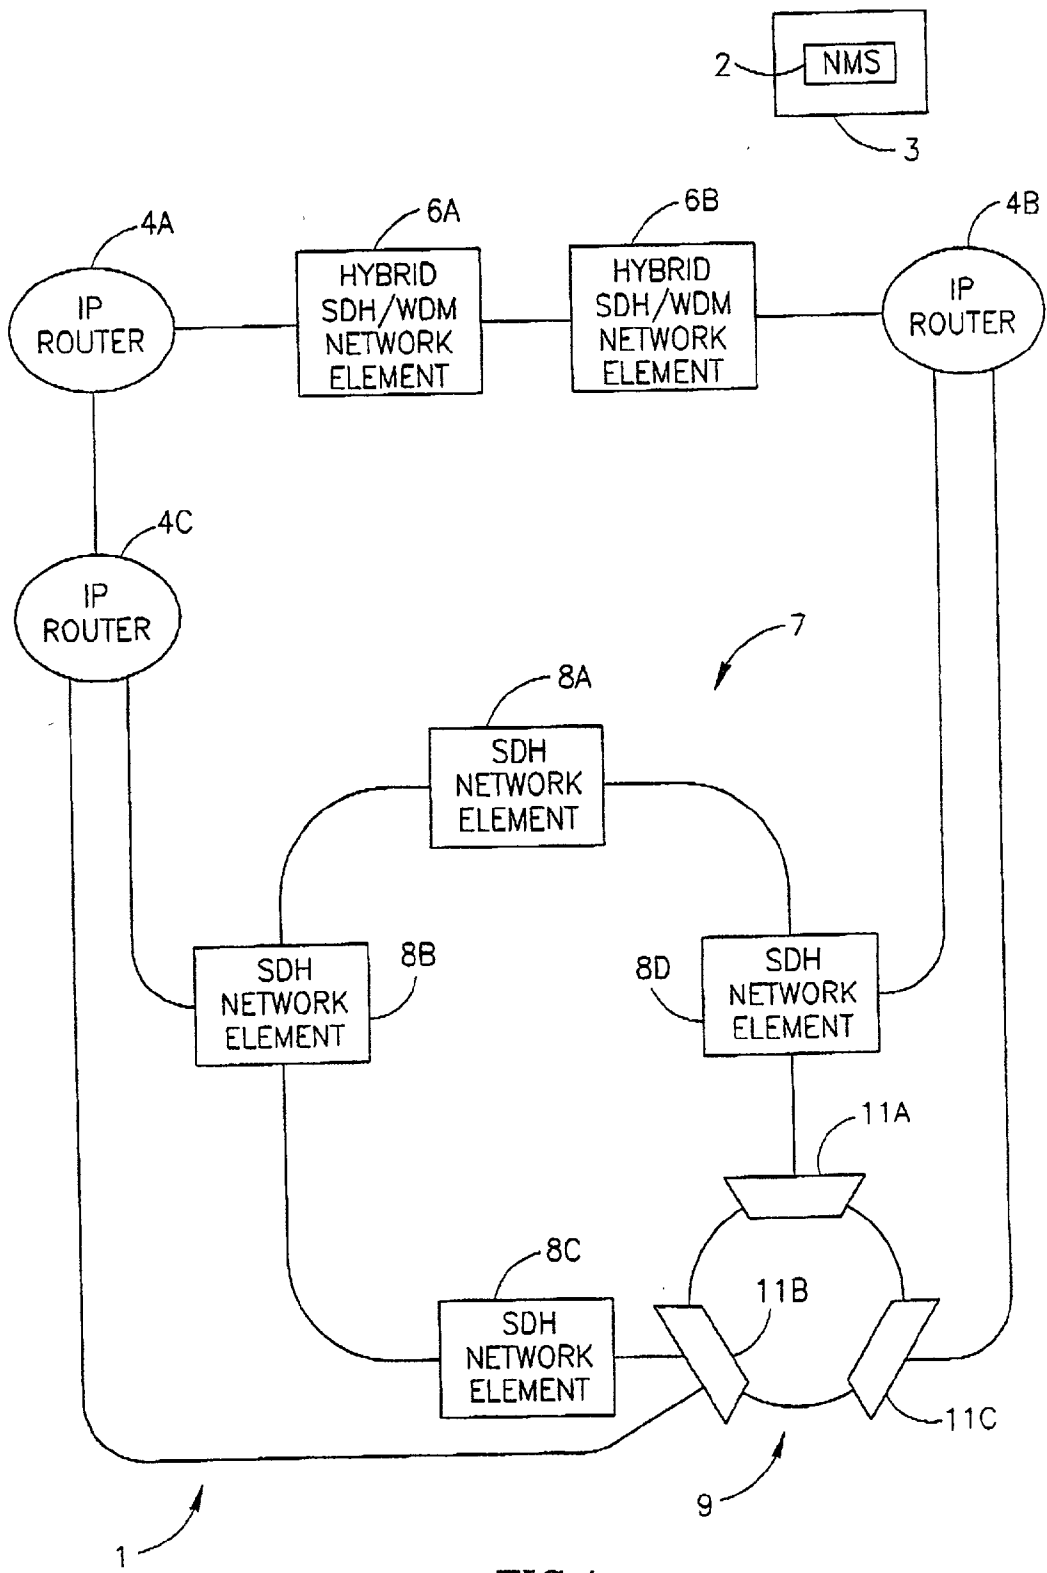 2
NMS
3
4A
6A
6B
4B
IP
ROUTER
HYBRID
SDH/WDM
NETWORK
ELEMENT
HYBRID
SDH/WDM
NETWORK
ELEMENT
IP
ROUTER
4C
IP
ROUTER
7
8A
SDH
NETWORK
ELEMENT
SDH
NETWORK
ELEMENT
8B
8D
SDH
NETWORK
ELEMENT
11A
8C
SDH
NETWORK
ELEMENT
11B
11C
9
1